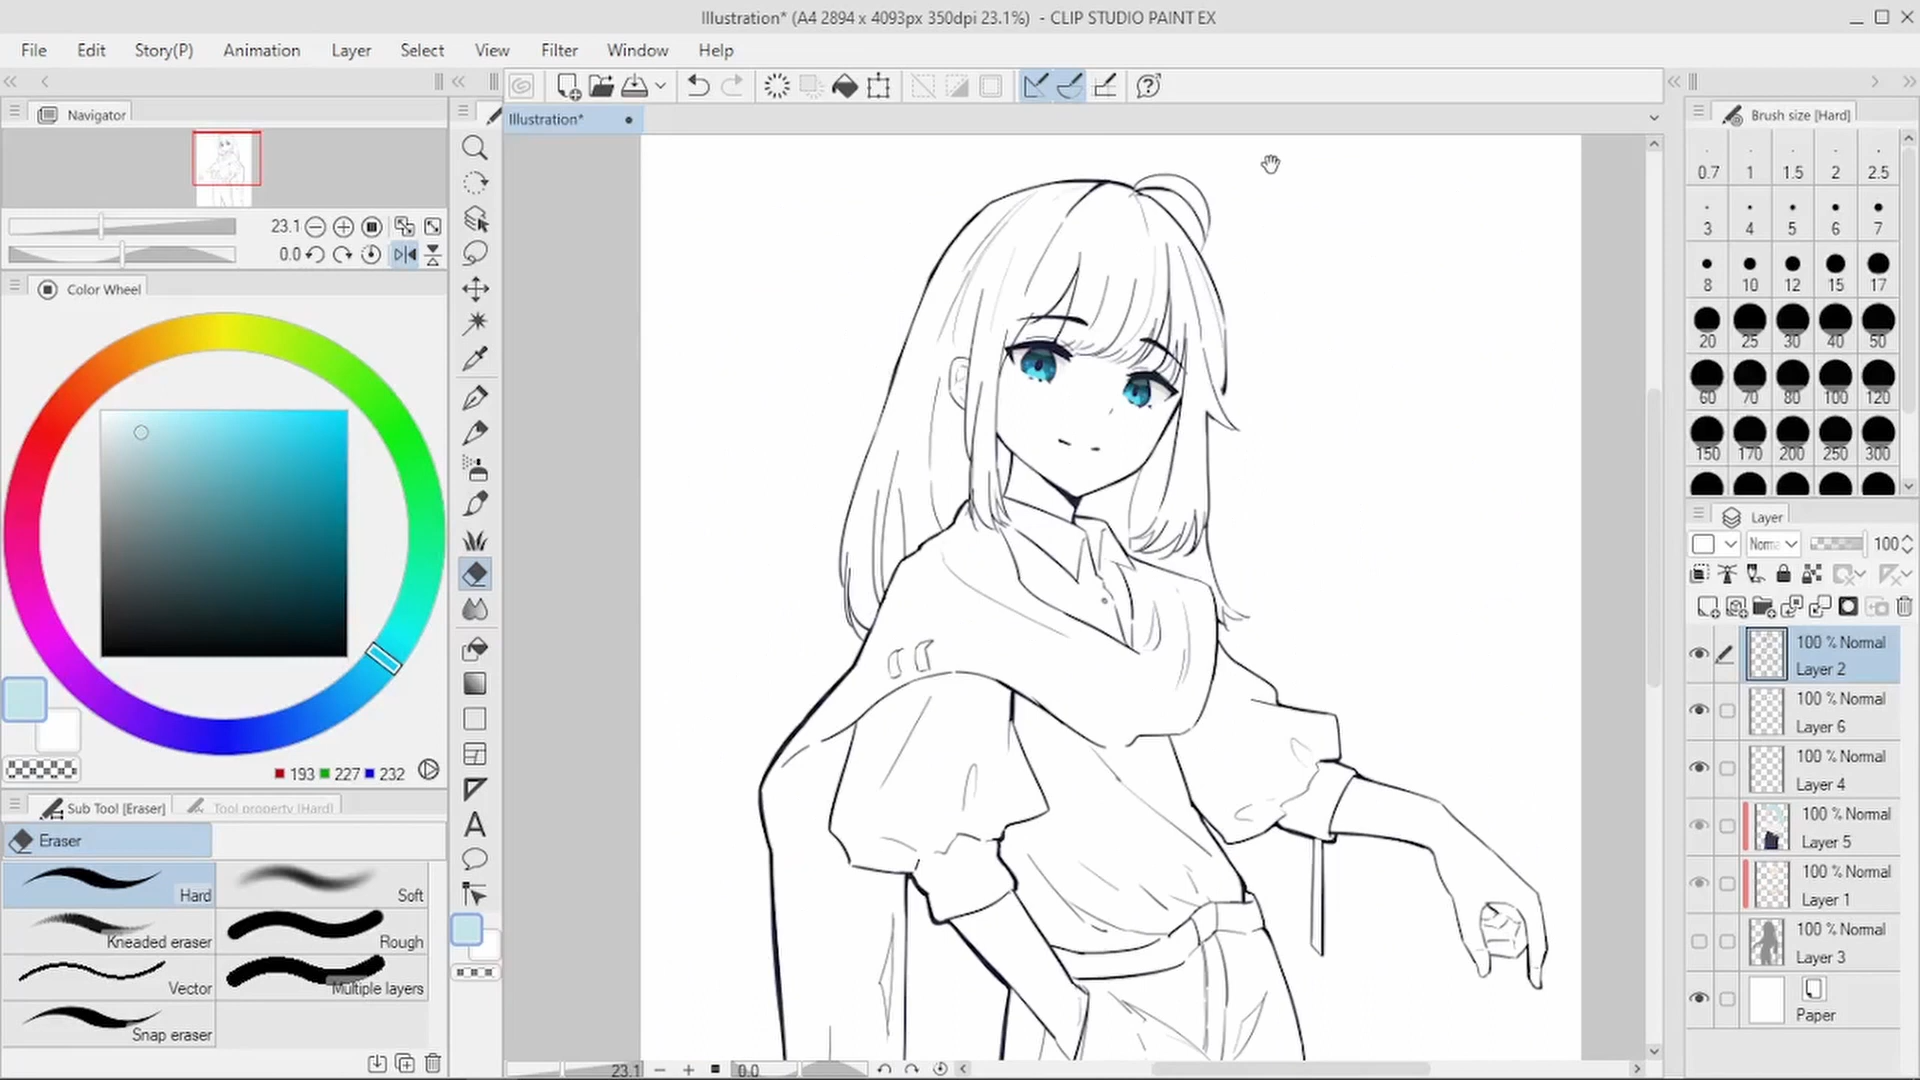 Illustration* (A4 2894 x 4093px 350dpi 23.1%) - CLIP STUDIO PAINT EX
File Edit Story(P) Animation Layer Select View Filter Window Help
Navigator
23.1
0.0
Color Wheel
193 227 232
Sub Tool [Eraser] Tool property [Hard]
Eraser
Hard Soft
Kneaded eraser Rough
Vector Multiple layers
Snap eraser
Illustration*
23.1 0.0
Brush size [Hard]
0.7 1 1.5 2 2.5
3 4 5 6 7
8 10 12 15 17
20 25 30 40 50
60 70 80 100 120
150 170 200 250 300
Layer
Norma 100
100 % Normal
Layer 2
100 % Normal
Layer 6
100 % Normal
Layer 4
100 % Normal
Layer 5
100 % Normal
Layer 1
100 % Normal
Layer 3
Paper